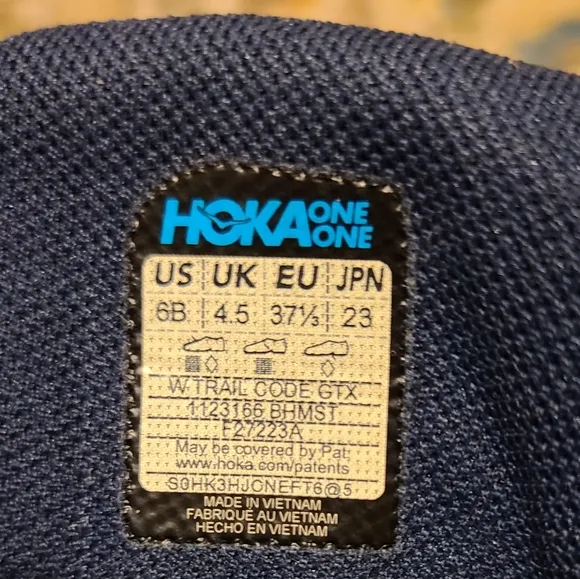 HOKA ONE ONE
US UK EU JPN
6B 4.5 37⅓ 23
W TRAIL CODE GTX
1123166 BHMST
F27223A
May be covered by Pat:
www.hoka.com/patents
S0HK3HJCNEFT6@5
MADE IN VIETNAM
FABRIQUÉ AU VIETNAM
HECHO EN VIETNAM